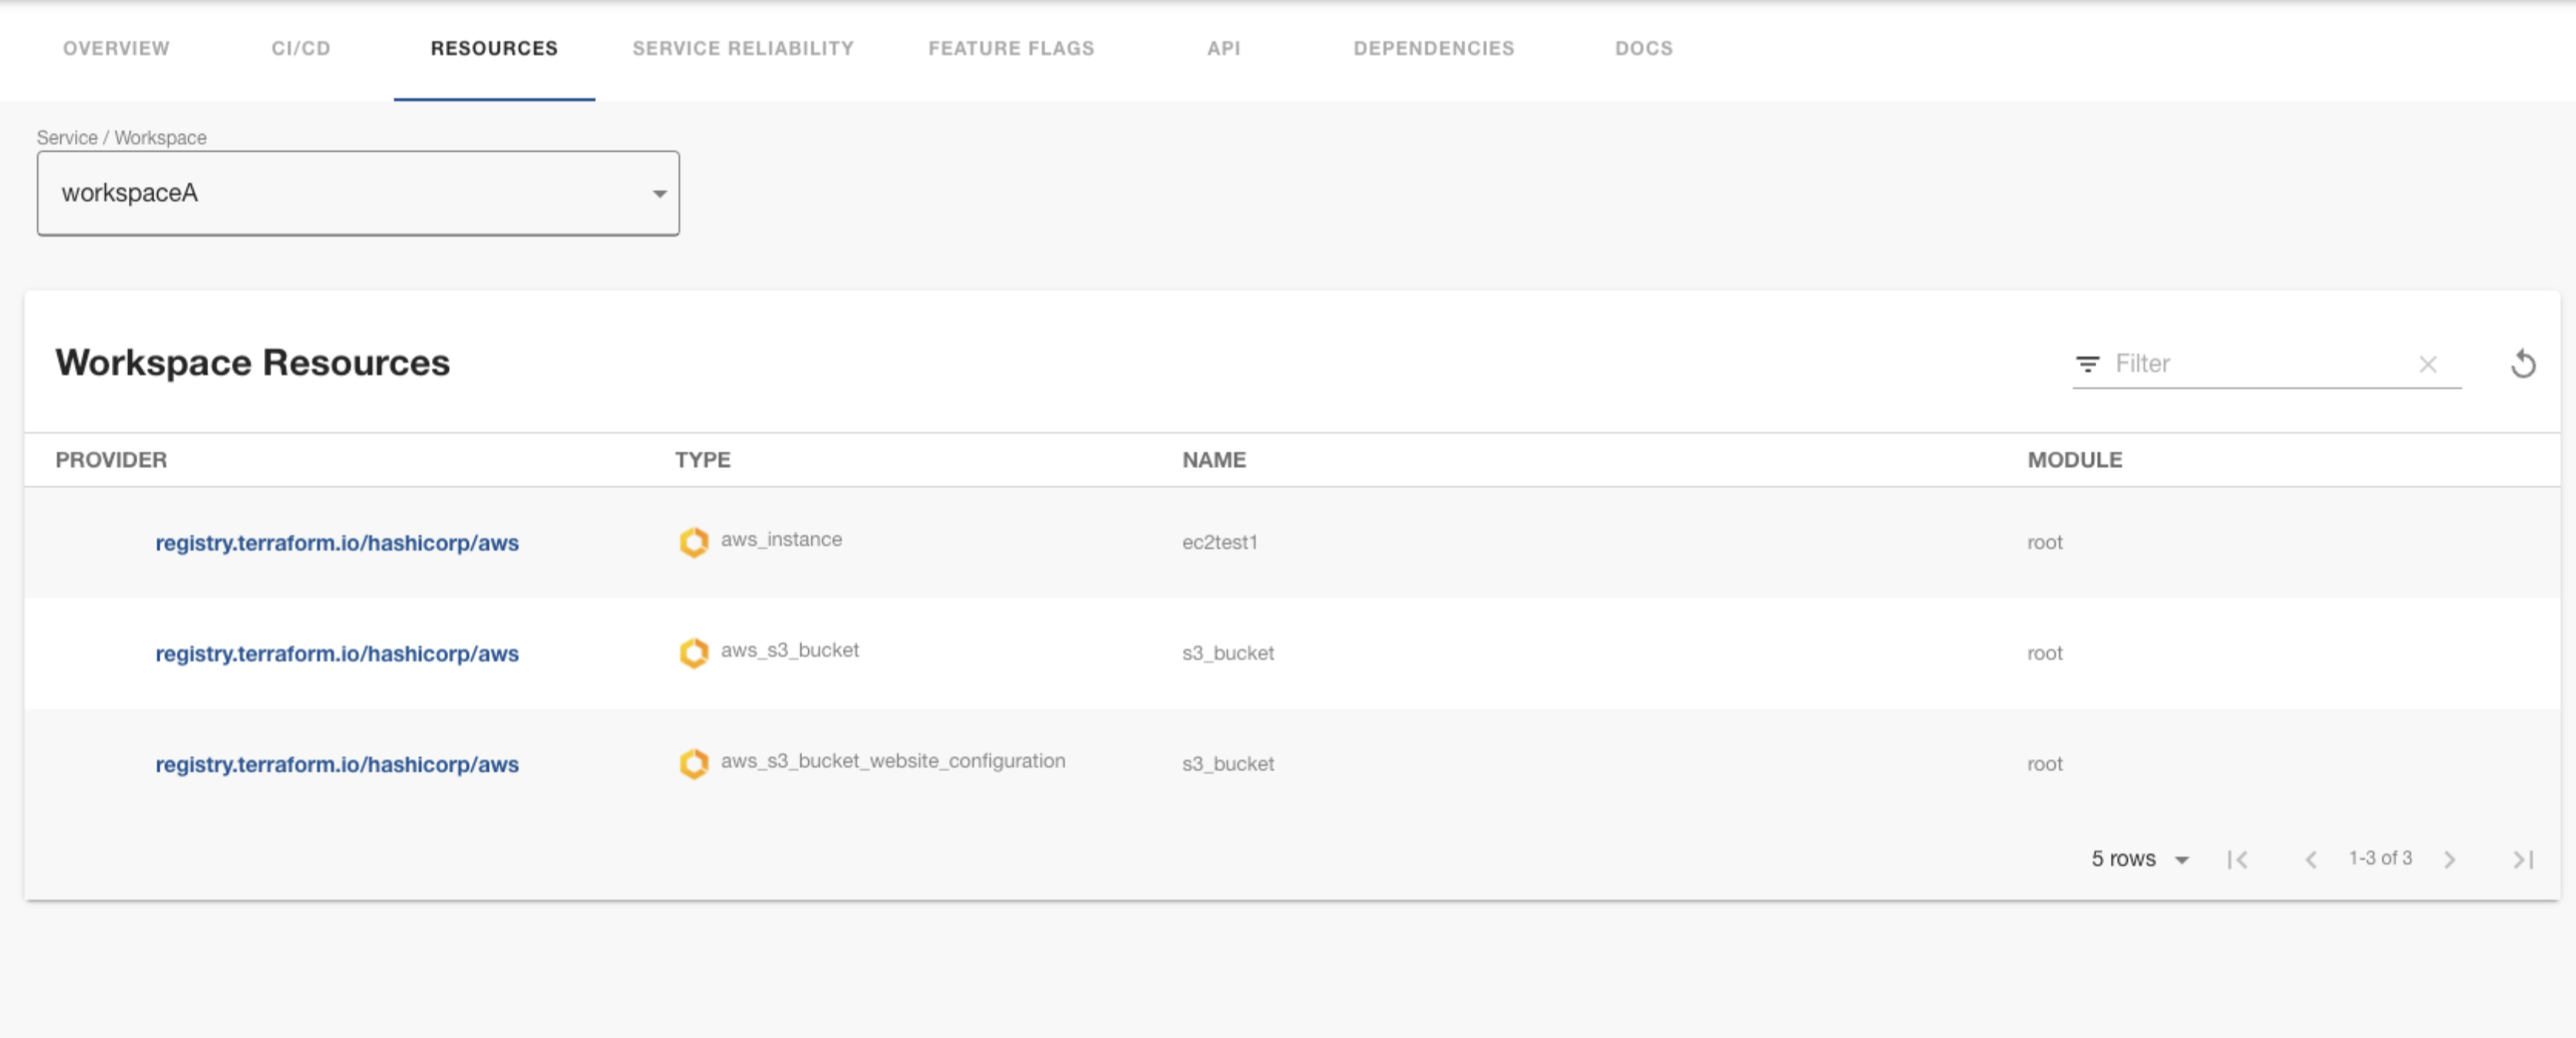 OVERVIEW CI/CD RESOURCES SERVICE RELIABILITY FEATURE FLAGS API DEPENDENCIES DOCS
Service / Workspace
workspaceA
Workspace Resources Filter
PROVIDER TYPE NAME MODULE
registry.terraform.io/hashicorp/aws aws_instance ec2test1 root
registry.terraform.io/hashicorp/aws aws_s3_bucket s3_bucket root
registry.terraform.io/hashicorp/aws aws_s3_bucket_website_configuration s3_bucket root
5 rows 1-3 of 3